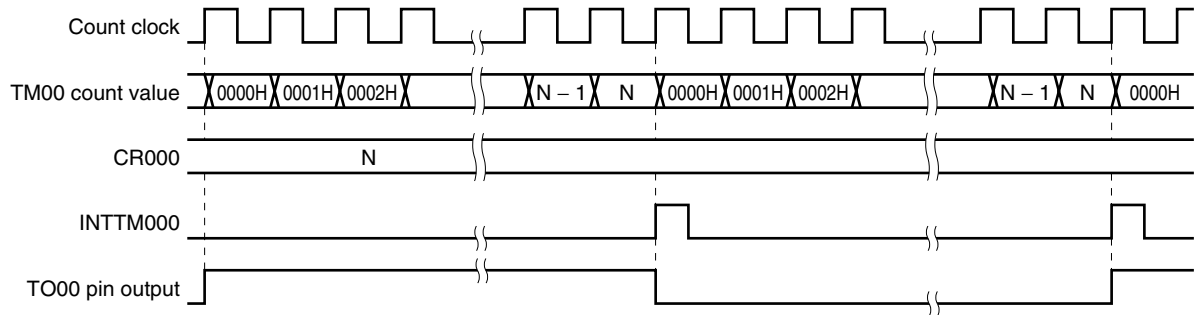 Count clock
TM00 count value 0000H 0001H 0002H N – 1 N 0000H 0001H 0002H N – 1 N 0000H
CR000 N
INTTM000
TO00 pin output